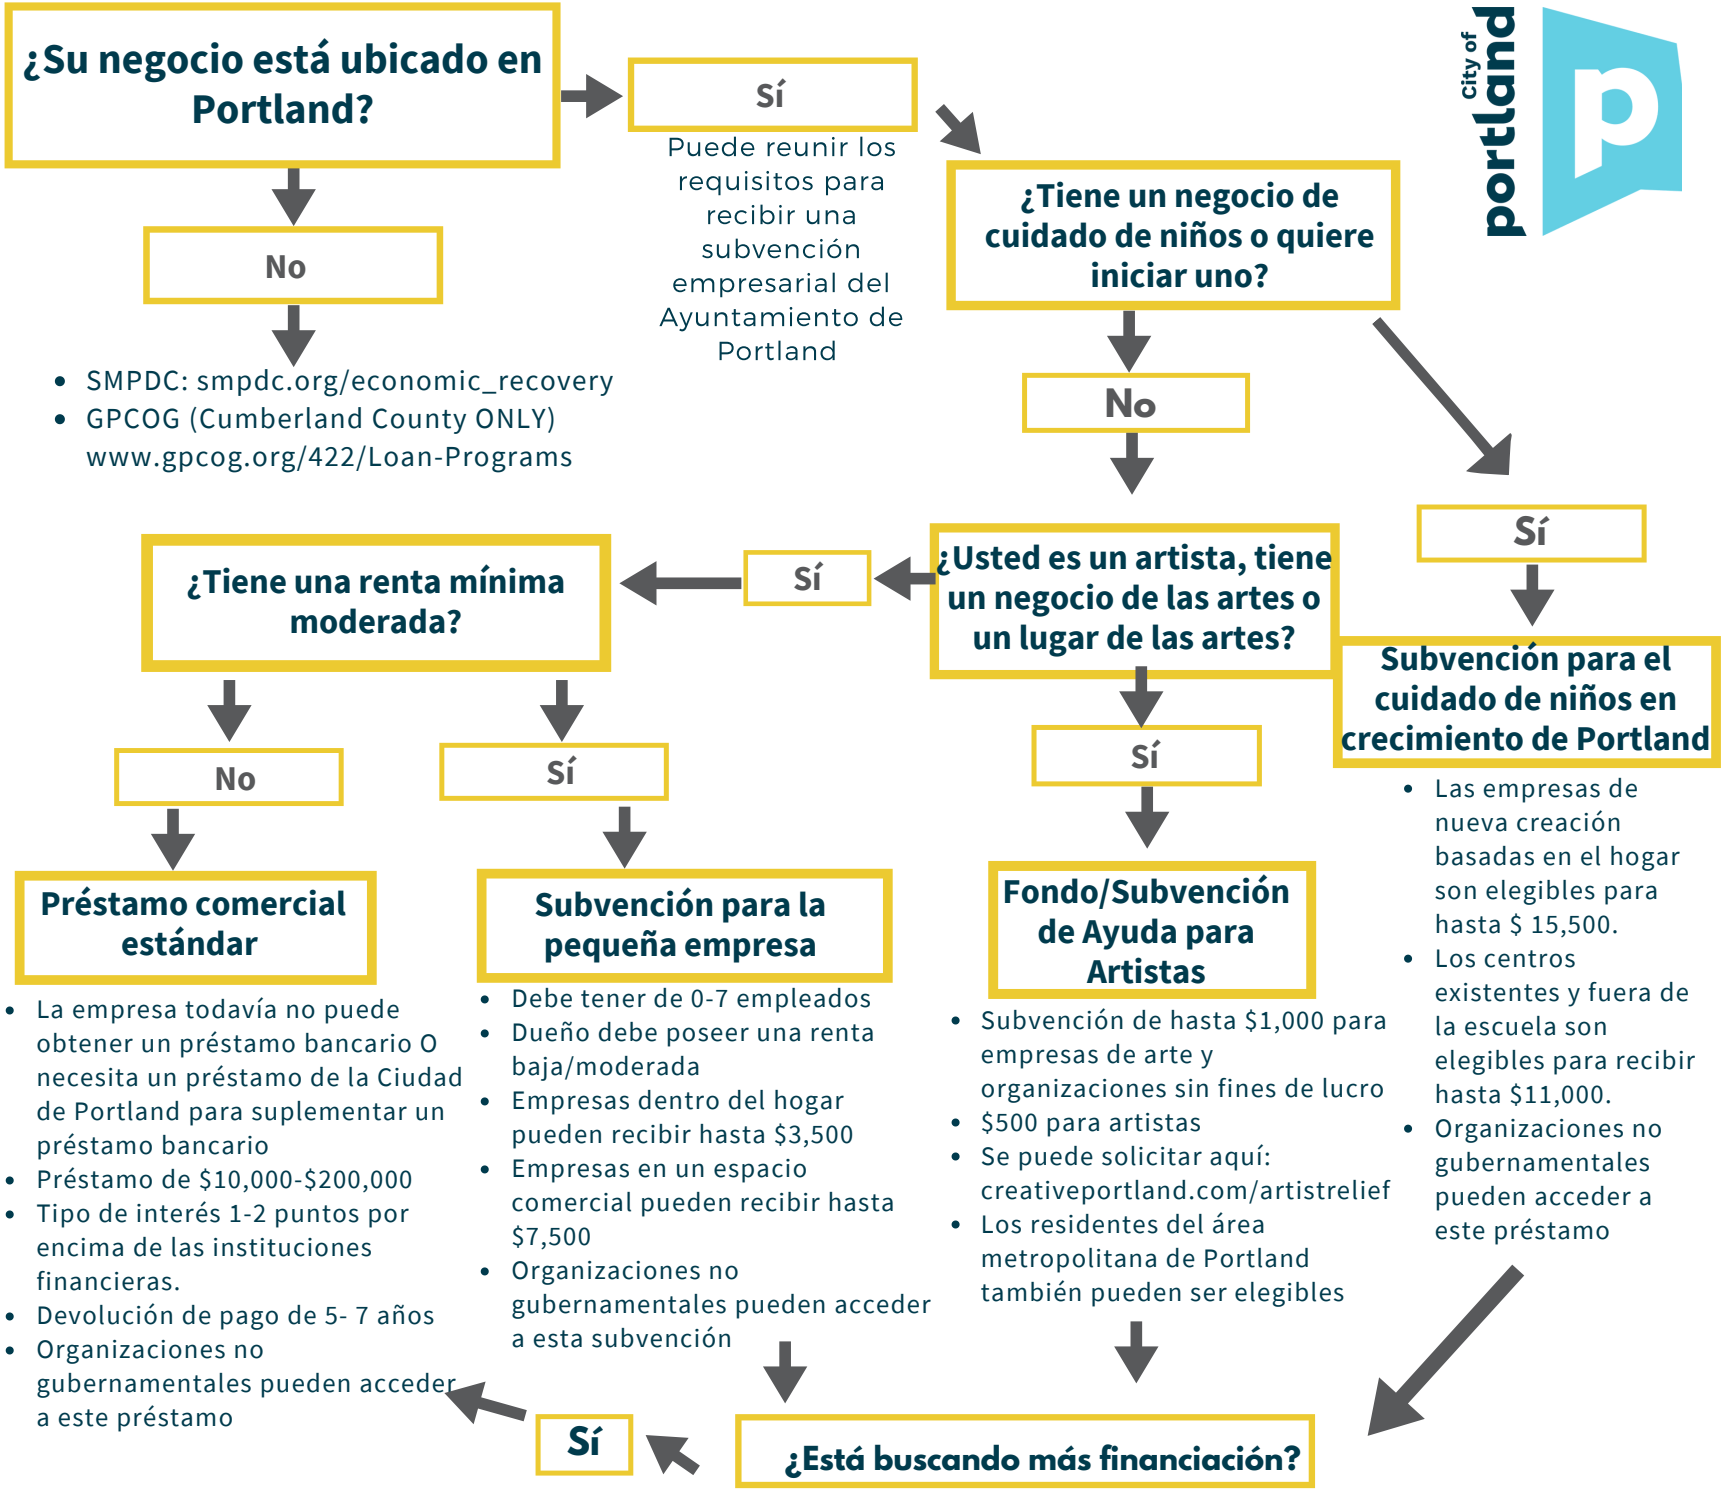 ¿Su negocio está ubicado en
Portland?
Sí
Puede reunir los
requisitos para
recibir una
subvención
empresarial del
Ayuntamiento de
Portland
City of
portland
p
¿Tiene un negocio de
cuidado de niños o quiere
iniciar uno?
No
SMPDC: smpdc.org/economic_recovery
GPCOG (Cumberland County ONLY)
www.gpcog.org/422/Loan-Programs
No
Sí
¿Usted es un artista, tiene
un negocio de las artes o
un lugar de las artes?
Sí
¿Tiene una renta mínima
moderada?
Subvención para el
cuidado de niños en
crecimiento de Portland
Las empresas de
nueva creación
basadas en el hogar
son elegibles para
hasta $ 15,500.
Los centros
existentes y fuera de
la escuela son
elegibles para recibir
hasta $11,000.
Organizaciones no
gubernamentales
pueden acceder a
este préstamo
No
Sí
Sí
Préstamo comercial
estándar
La empresa todavía no puede
obtener un préstamo bancario O
necesita un préstamo de la Ciudad
de Portland para suplementar un
préstamo bancario
Préstamo de $10,000-$200,000
Tipo de interés 1-2 puntos por
encima de las instituciones
financieras.
Devolución de pago de 5- 7 años
Organizaciones no
gubernamentales pueden acceder
a este préstamo
Subvención para la
pequeña empresa
Debe tener de 0-7 empleados
Dueño debe poseer una renta
baja/moderada
Empresas dentro del hogar
pueden recibir hasta $3,500
Empresas en un espacio
comercial pueden recibir hasta
$7,500
Organizaciones no
gubernamentales pueden acceder
a esta subvención
Fondo/Subvención
de Ayuda para
Artistas
Subvención de hasta $1,000 para
empresas de arte y
organizaciones sin fines de lucro
$500 para artistas
Se puede solicitar aquí:
creativeportland.com/artistrelief
Los residentes del área
metropolitana de Portland
también pueden ser elegibles
Sí
¿Está buscando más financiación?